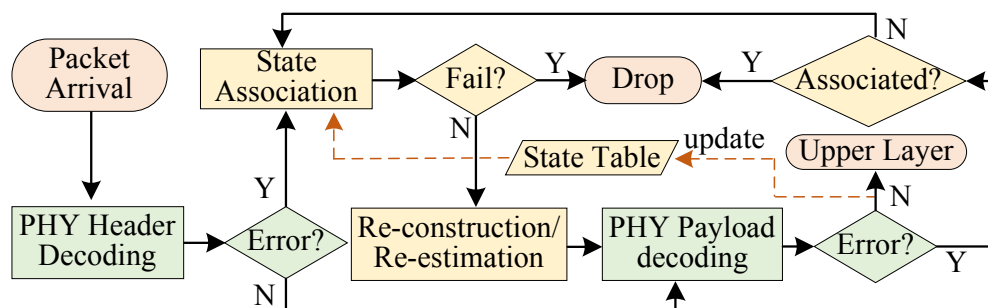 N
Packet
Arrival
State
Association
Fail?
Y
Drop
Y
Associated?
N
State Table
update
Upper Layer
Y
N
PHY Header
Decoding
Error?
Re-construction/
Re-estimation
PHY Payload
decoding
Error?
Y
N